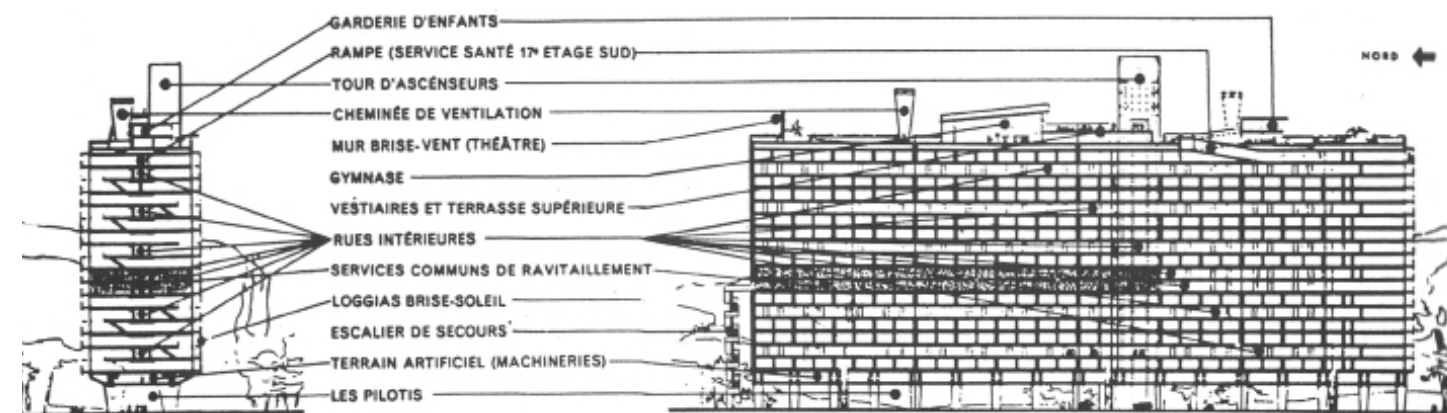 GARDERIE D'ENFANTS
RAMPE (SERVICE SANTÉ 17e ETAGE SUD)
NORD
TOUR D'ASCÉNSEURS
CHEMINÉE DE VENTILATION
MUR BRISE-VENT (THÉÂTRE)
GYMNASE
VESTIAIRES ET TERRASSE SUPÉRIEURE
RUES INTÉRIEURES
SERVICES COMMUNS DE RAVITAILLEMENT
LOGGIAS BRISE-SOLEIL
ESCALIER DE SECOURS
TERRAIN ARTIFICIEL (MACHINERIES)
LES PILOTIS